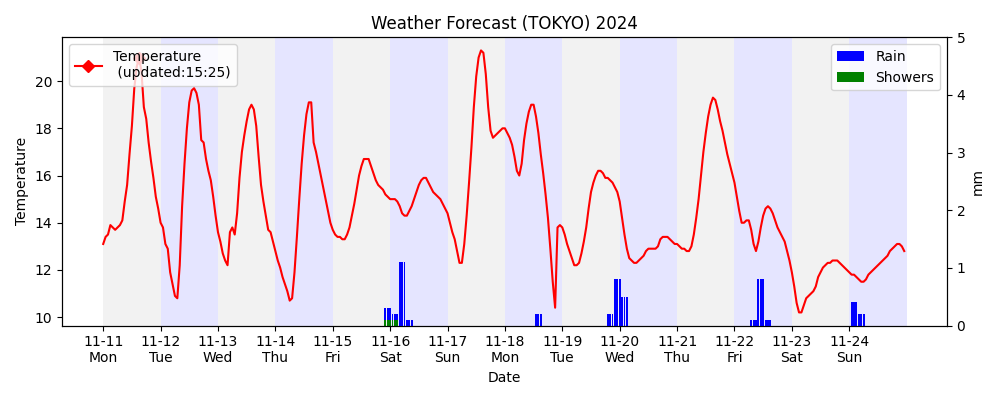 Weather Forecast (TOKYO) 2024
Temperature
(updated:15:25)
Rain
Showers
Temperature
20
18
16
14
12
10
5
4
3
2
1
0
mm
11-11 11-12 11-13 11-14 11-15 11-16 11-17 11-18 11-19 11-20 11-21 11-22 11-23 11-24
Mon Tue Wed Thu Fri Sat Sun Mon Tue Wed Thu Fri Sat Sun
Date